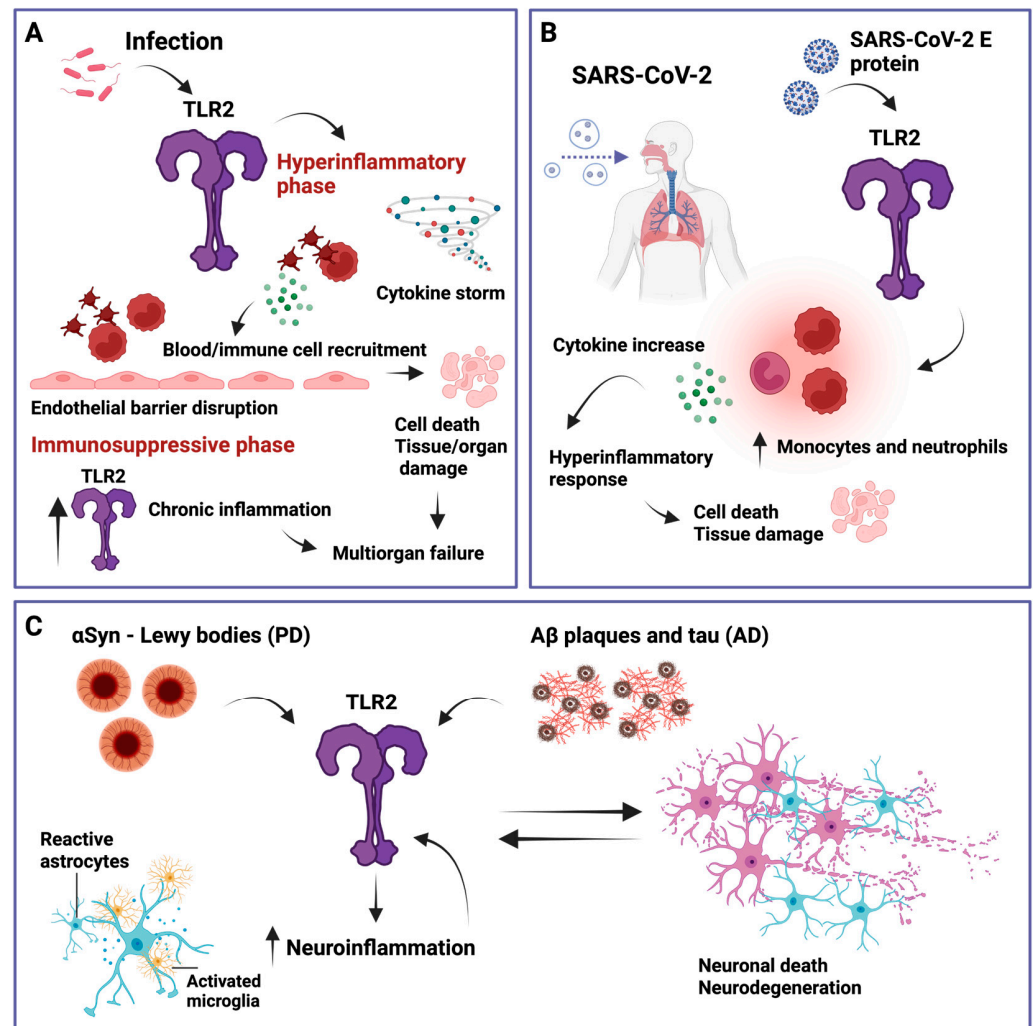 A
Infection
TLR2
Hyperinflammatory
phase
Cytokine storm
Blood/immune cell recruitment
Endothelial barrier disruption
Cell death
Tissue/organ
damage
Immunosuppressive phase
TLR2
Chronic inflammation
Multiorgan failure
B
SARS-CoV-2
SARS-CoV-2 E
protein
TLR2
Cytokine increase
Monocytes and neutrophils
Hyperinflammatory
response
Cell death
Tissue damage
C
αSyn - Lewy bodies (PD)
Aβ plaques and tau (AD)
TLR2
Reactive
astrocytes
Neuroinflammation
Activated
microglia
Neuronal death
Neurodegeneration